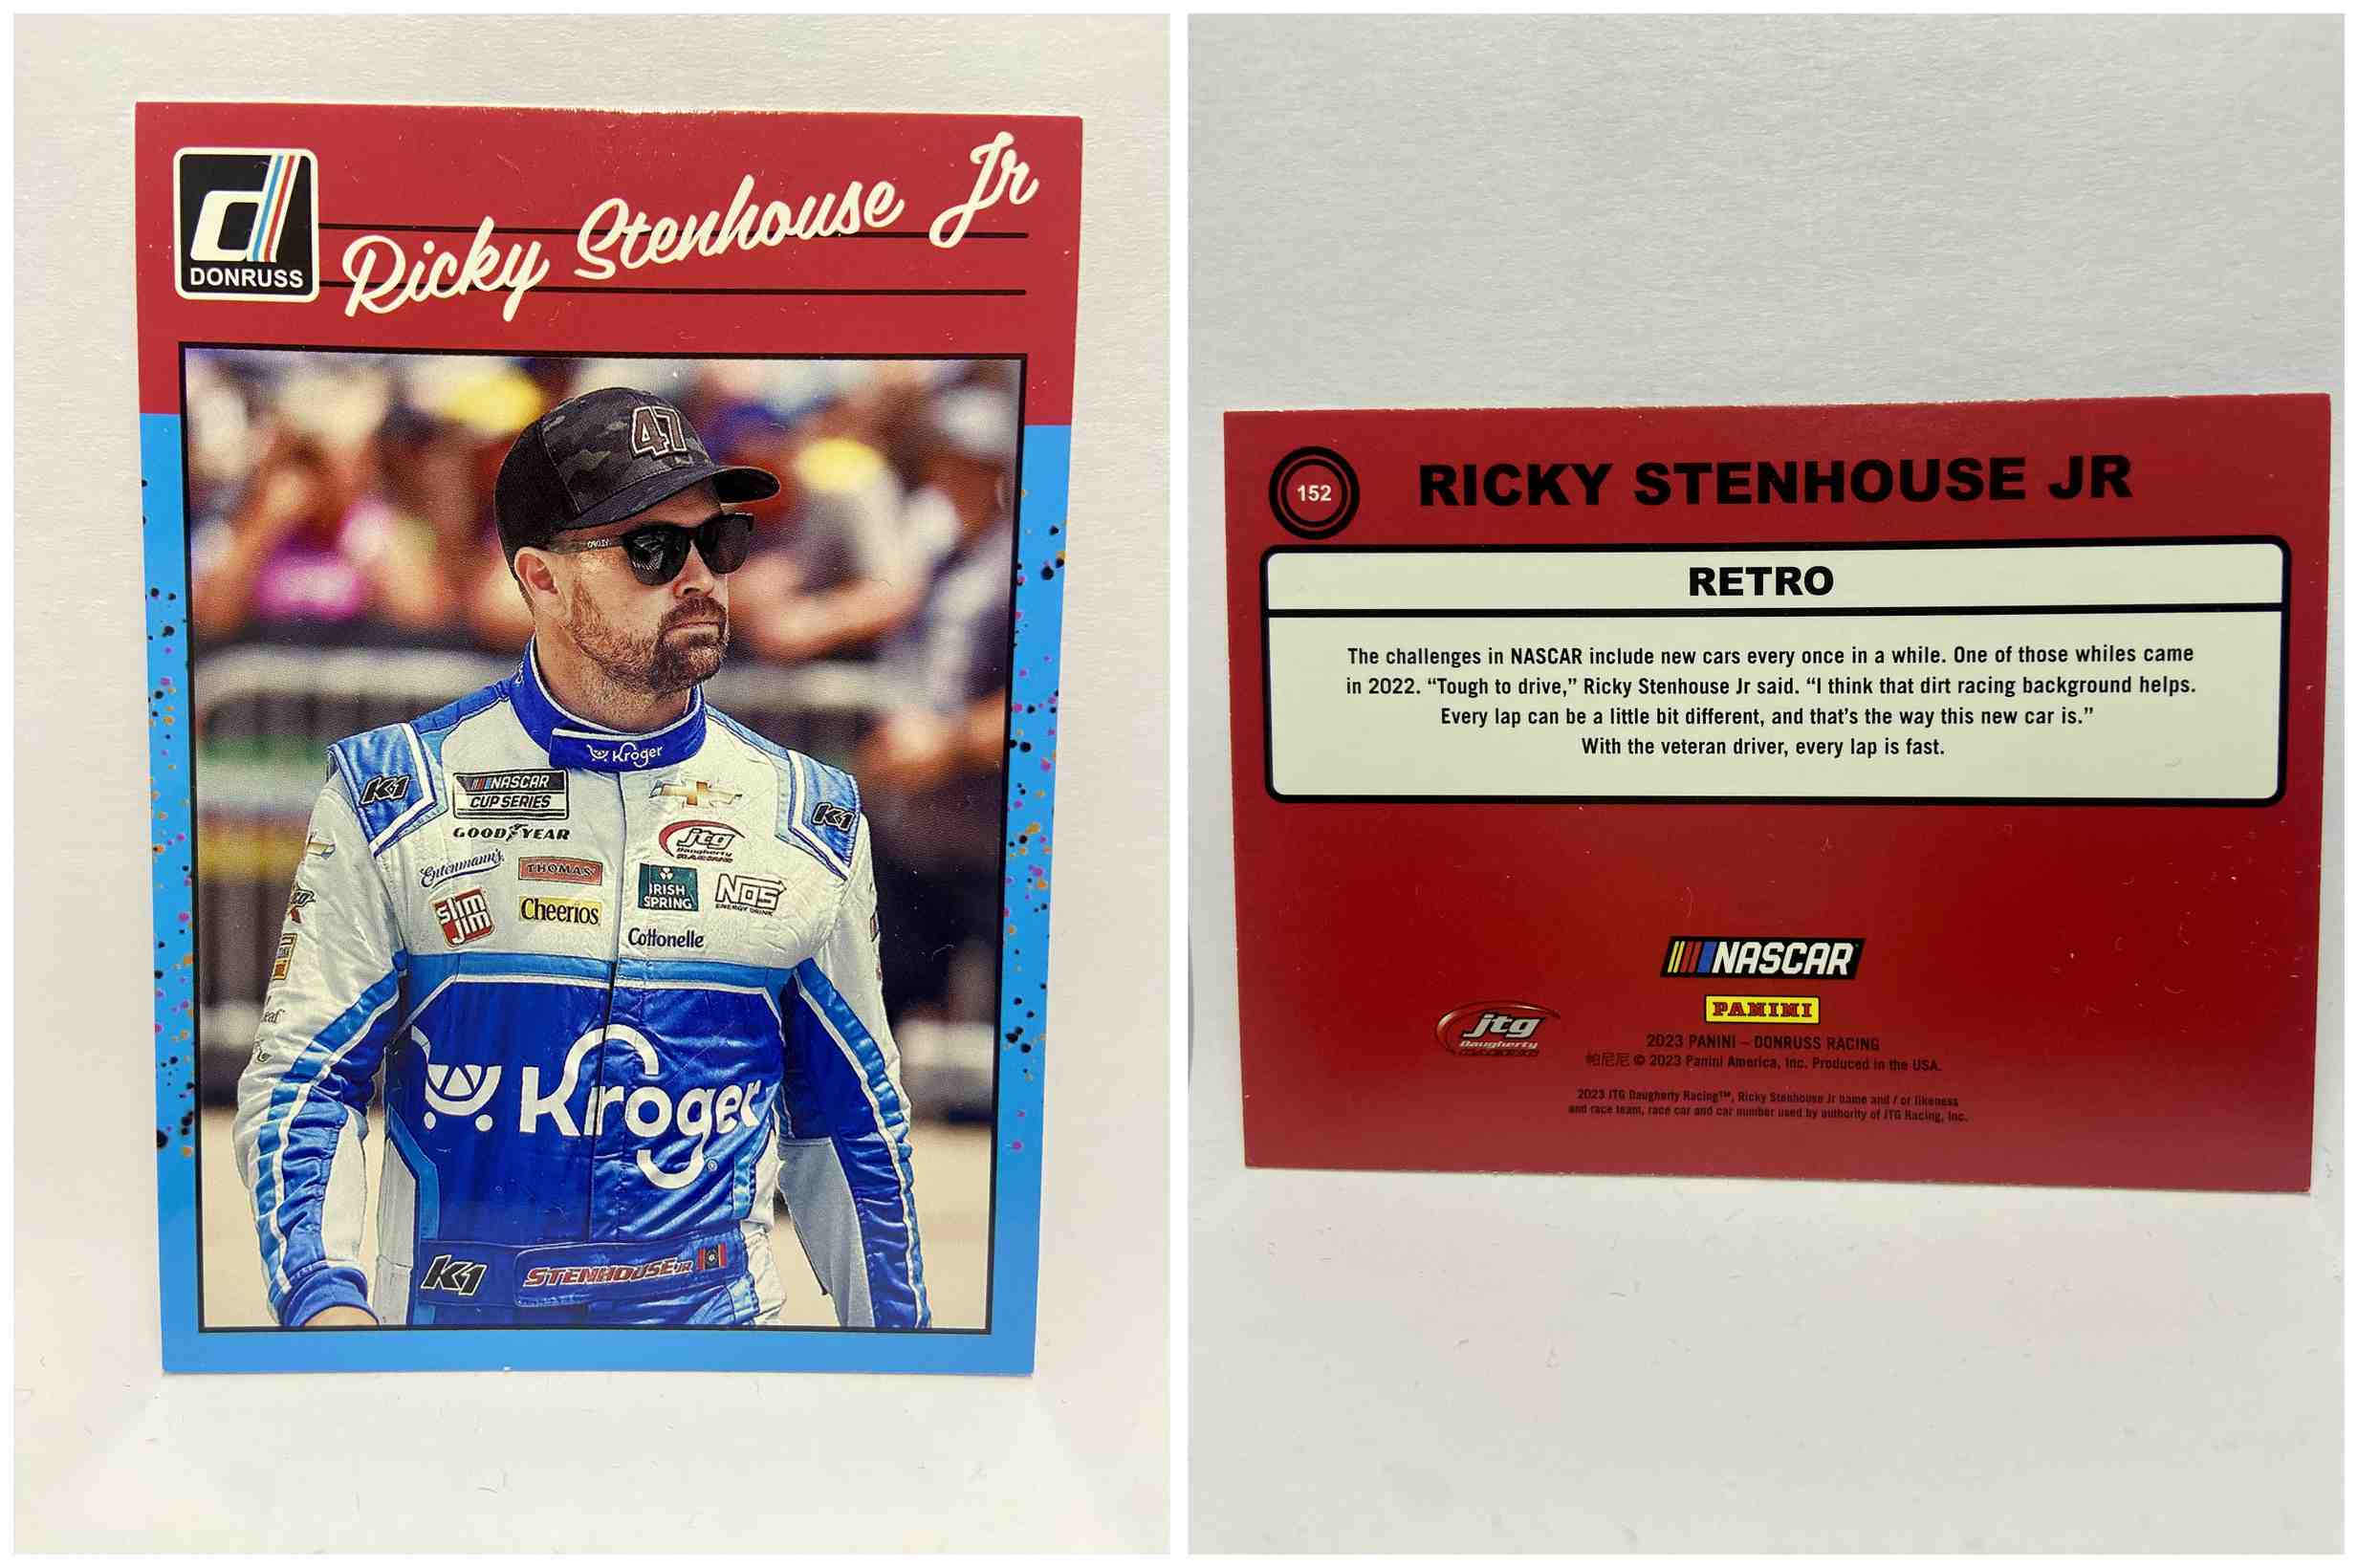 DONRUSS
Ricky Stenhouse Jr
47
Kroger
K1
K1
NASCAR
CUP SERIES
GOODYEAR
jtg
Daugherty
RACING
Entenmann's
THOMAS'
IRISH
SPRING
NOS
ENERGY DRINK
slim
jim
Cheerios
Cottonelle
Kroger
K1
STENHOUSE JR
152
RICKY STENHOUSE JR
RETRO
The challenges in NASCAR include new cars every once in a while. One of those whiles came
in 2022. “Tough to drive,” Ricky Stenhouse Jr said. “I think that dirt racing background helps.
Every lap can be a little bit different, and that’s the way this new car is.”
With the veteran driver, every lap is fast.
NASCAR
PANINI
jtg
Daugherty
RACING
2023 PANINI – DONRUSS RACING
帕尼尼 © 2023 Panini America, Inc. Produced in the USA.
2023 JTG Daugherty Racing™, Ricky Stenhouse Jr name and / or likeness
and race team, race car and car number used by authority of JTG Racing, Inc.